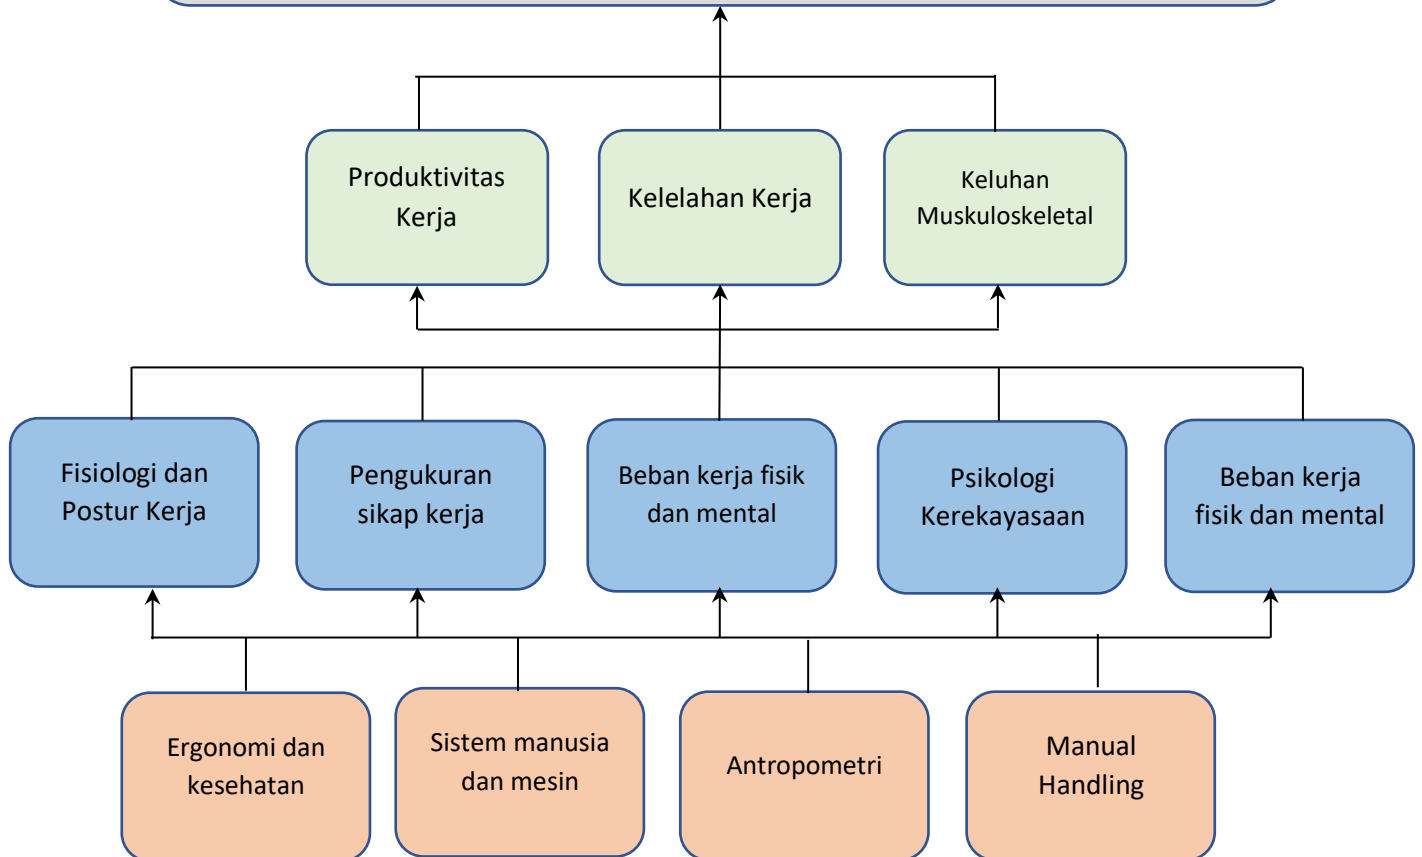 Produktivitas
Kerja
Kelelahan Kerja
Keluhan
Muskuloskeletal
Fisiologi dan
Postur Kerja
Pengukuran
sikap kerja
Beban kerja fisik
dan mental
Psikologi
Kerekayasaan
Beban kerja
fisik dan mental
Ergonomi dan
kesehatan
Sistem manusia
dan mesin
Antropometri
Manual
Handling